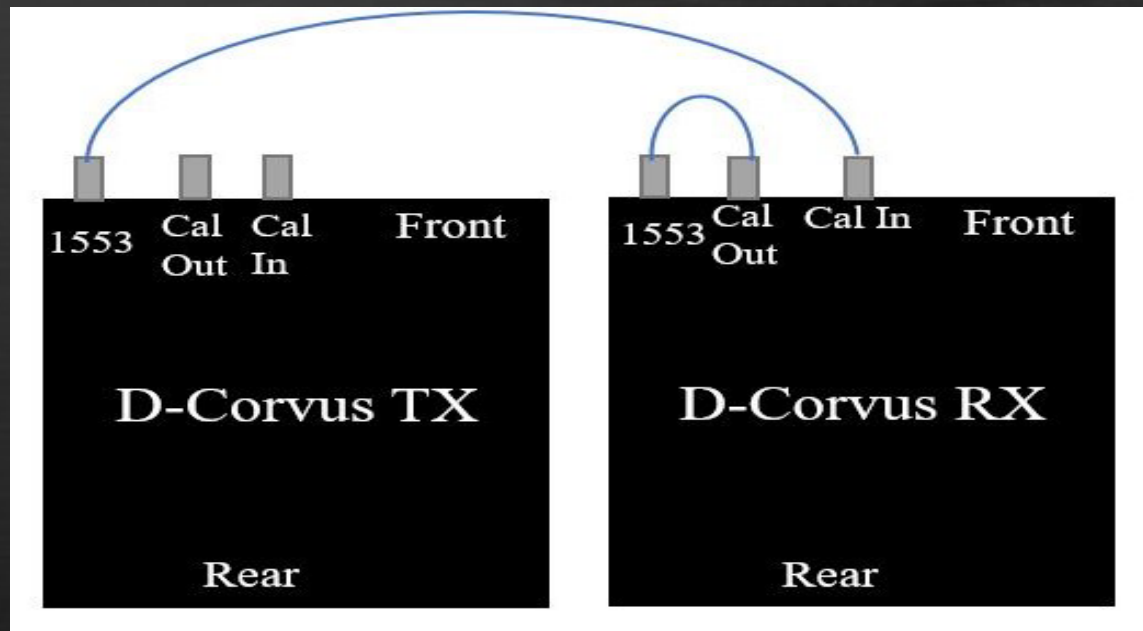 1553
Cal
Out
Cal
In
Front
D-Corvus TX
Rear
1553
Cal
Out
Cal In
Front
D-Corvus RX
Rear